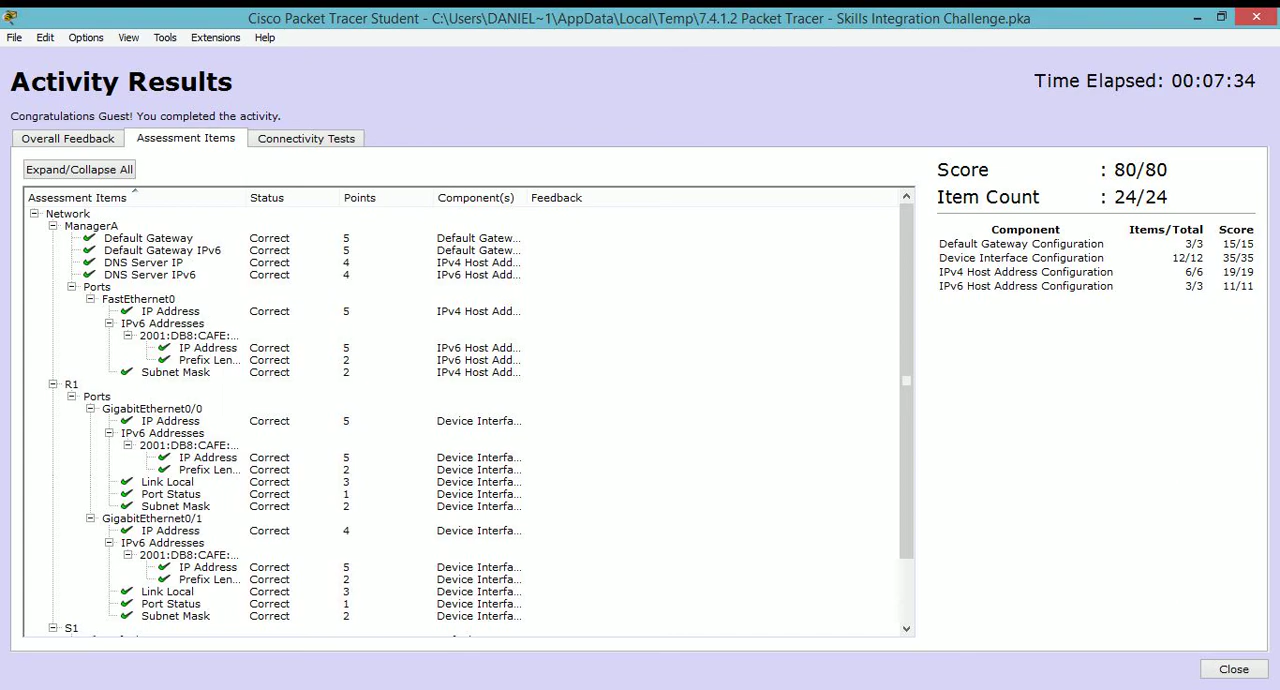 Cisco Packet Tracer Student - C:\Users\DANIEL~1\AppData\Local\Temp\7.4.1.2 Packet Tracer - Skills Integration Challenge.pka
File Edit Options View Tools Extensions Help
Activity Results
Time Elapsed: 00:07:34
Congratulations Guest! You completed the activity.
Overall Feedback Assessment Items Connectivity Tests
Expand/Collapse All
Assessment Items Status Points Component(s) Feedback
Network
ManagerA
Default Gateway Correct 5 Default Gatew...
Default Gateway IPv6 Correct 5 Default Gatew...
DNS Server IP Correct 4 IPv4 Host Add...
DNS Server IPv6 Correct 4 IPv6 Host Add...
Ports
FastEthernet0
IP Address Correct 5 IPv4 Host Add...
IPv6 Addresses
2001:DB8:CAFE:...
IP Address Correct 5 IPv6 Host Add...
Prefix Len... Correct 2 IPv6 Host Add...
Subnet Mask Correct 2 IPv4 Host Add...
R1
Ports
GigabitEthernet0/0
IP Address Correct 5 Device Interfa...
IPv6 Addresses
2001:DB8:CAFE:...
IP Address Correct 5 Device Interfa...
Prefix Len... Correct 2 Device Interfa...
Link Local Correct 3 Device Interfa...
Port Status Correct 1 Device Interfa...
Subnet Mask Correct 2 Device Interfa...
GigabitEthernet0/1
IP Address Correct 4 Device Interfa...
IPv6 Addresses
2001:DB8:CAFE:...
IP Address Correct 5 Device Interfa...
Prefix Len... Correct 2 Device Interfa...
Link Local Correct 3 Device Interfa...
Port Status Correct 1 Device Interfa...
Subnet Mask Correct 2 Device Interfa...
S1
Score : 80/80
Item Count : 24/24
Component Items/Total Score
Default Gateway Configuration 3/3 15/15
Device Interface Configuration 12/12 35/35
IPv4 Host Address Configuration 6/6 19/19
IPv6 Host Address Configuration 3/3 11/11
Close